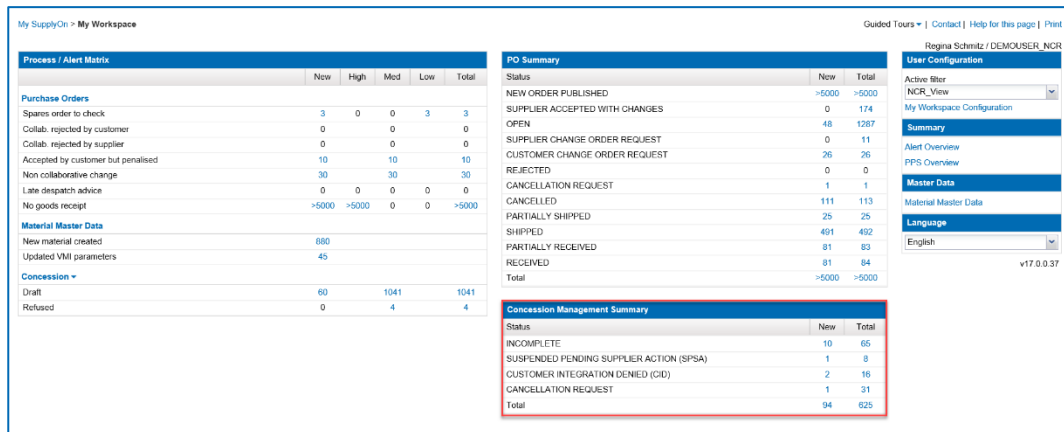 My SupplyOn > My Workspace
Guided Tours ▾ | Contact | Help for this page | Print
Regina Schmitz / DEMOUSER_NCR
Process / Alert Matrix
New High Med Low Total
Purchase Orders
Spares order to check 3 0 0 3 3
Collab. rejected by customer 0 0 0
Collab. rejected by supplier 0 0 0
Accepted by customer but penalised 10 10 10
Non collaborative change 30 30 30
Late despatch advice 0 0 0 0 0
No goods receipt >5000 >5000 0 0 >5000
Material Master Data
New material created 880
Updated VMI parameters 45
Concession ▾
Draft 60 1041 1041
Refused 0 4 4
PO Summary
Status New Total
NEW ORDER PUBLISHED >5000 >5000
SUPPLIER ACCEPTED WITH CHANGES 0 174
OPEN 48 1287
SUPPLIER CHANGE ORDER REQUEST 0 11
CUSTOMER CHANGE ORDER REQUEST 26 26
REJECTED 0 0
CANCELLATION REQUEST 1 1
CANCELLED 111 113
PARTIALLY SHIPPED 25 25
SHIPPED 491 492
PARTIALLY RECEIVED 81 83
RECEIVED 81 84
Total >5000 >5000
Concession Management Summary
Status New Total
INCOMPLETE 10 65
SUSPENDED PENDING SUPPLIER ACTION (SPSA) 1 8
CUSTOMER INTEGRATION DENIED (CID) 2 16
CANCELLATION REQUEST 1 31
Total 94 625
User Configuration
Active filter
NCR_View
My Workspace Configuration
Summary
Alert Overview
PPS Overview
Master Data
Material Master Data
Language
English
v17.0.0.37